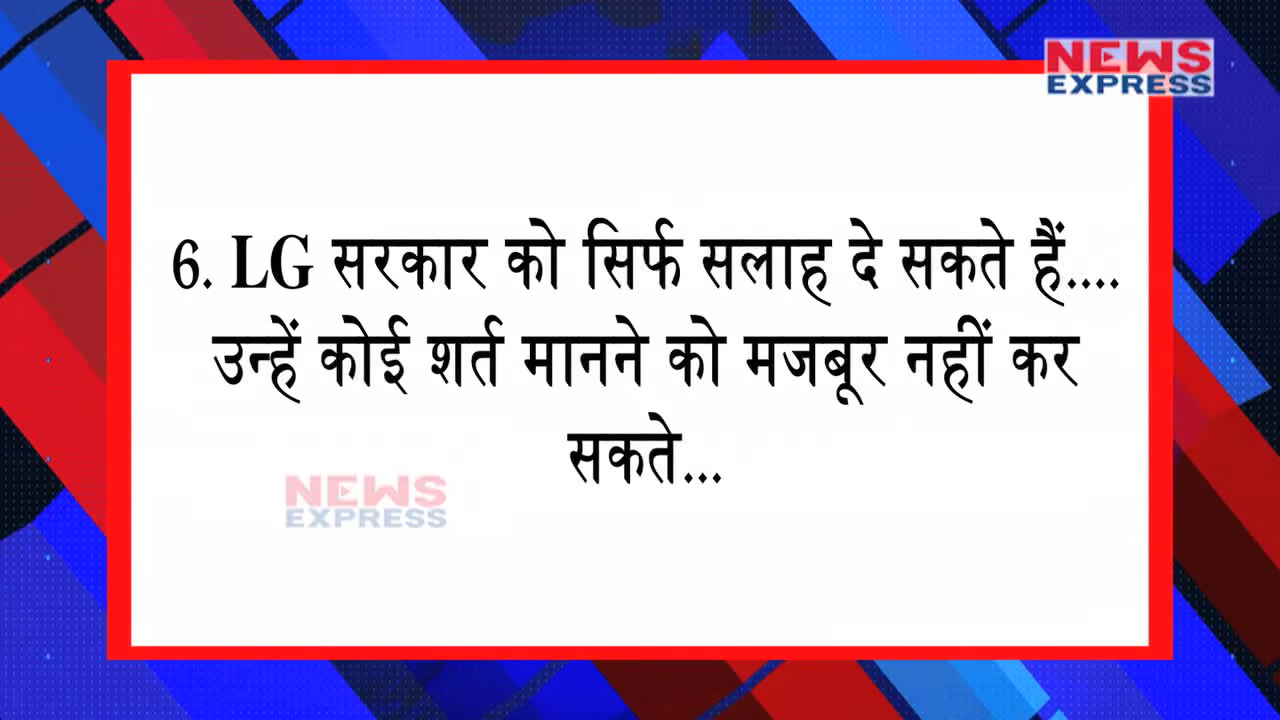 NEWS
EXPRESS
6. LG सरकार को सिर्फ सलाह दे सकते हैं....
उन्हें कोई शर्त मानने को मजबूर नहीं कर
सकते...
NEWS
EXPRESS